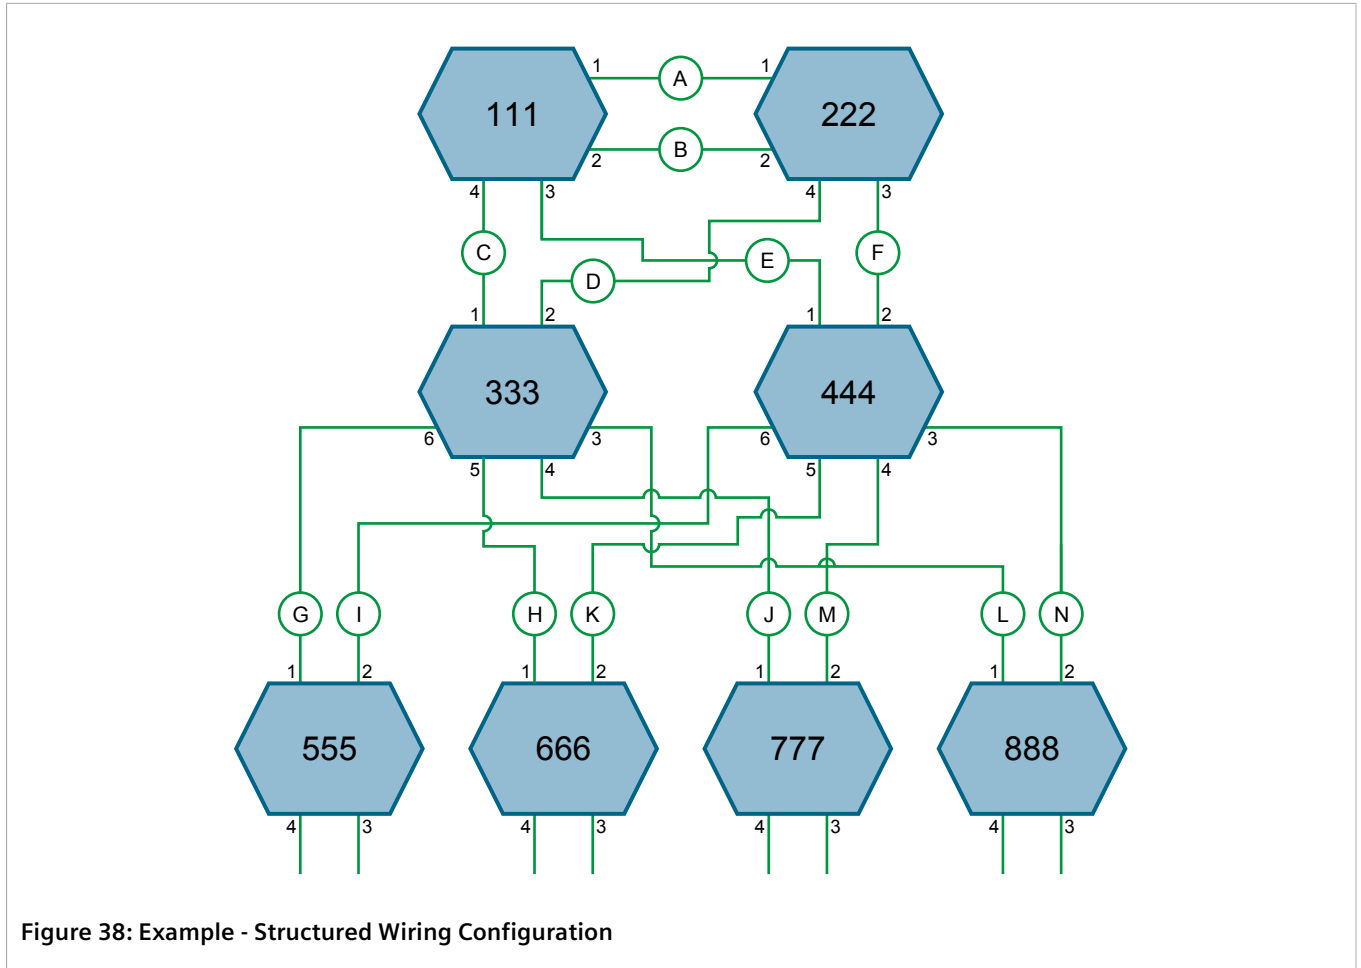 1 A 1
111 222
2 B 2
4 3 4 3
C E F
D
1 2 1 2
333 444
6 3 6 3
5 4 5 4
G I H K J M L N
1 2 1 2 1 2 1 2
555 666 777 888
4 3 4 3 4 3 4 3
Figure 38: Example - Structured Wiring Configuration